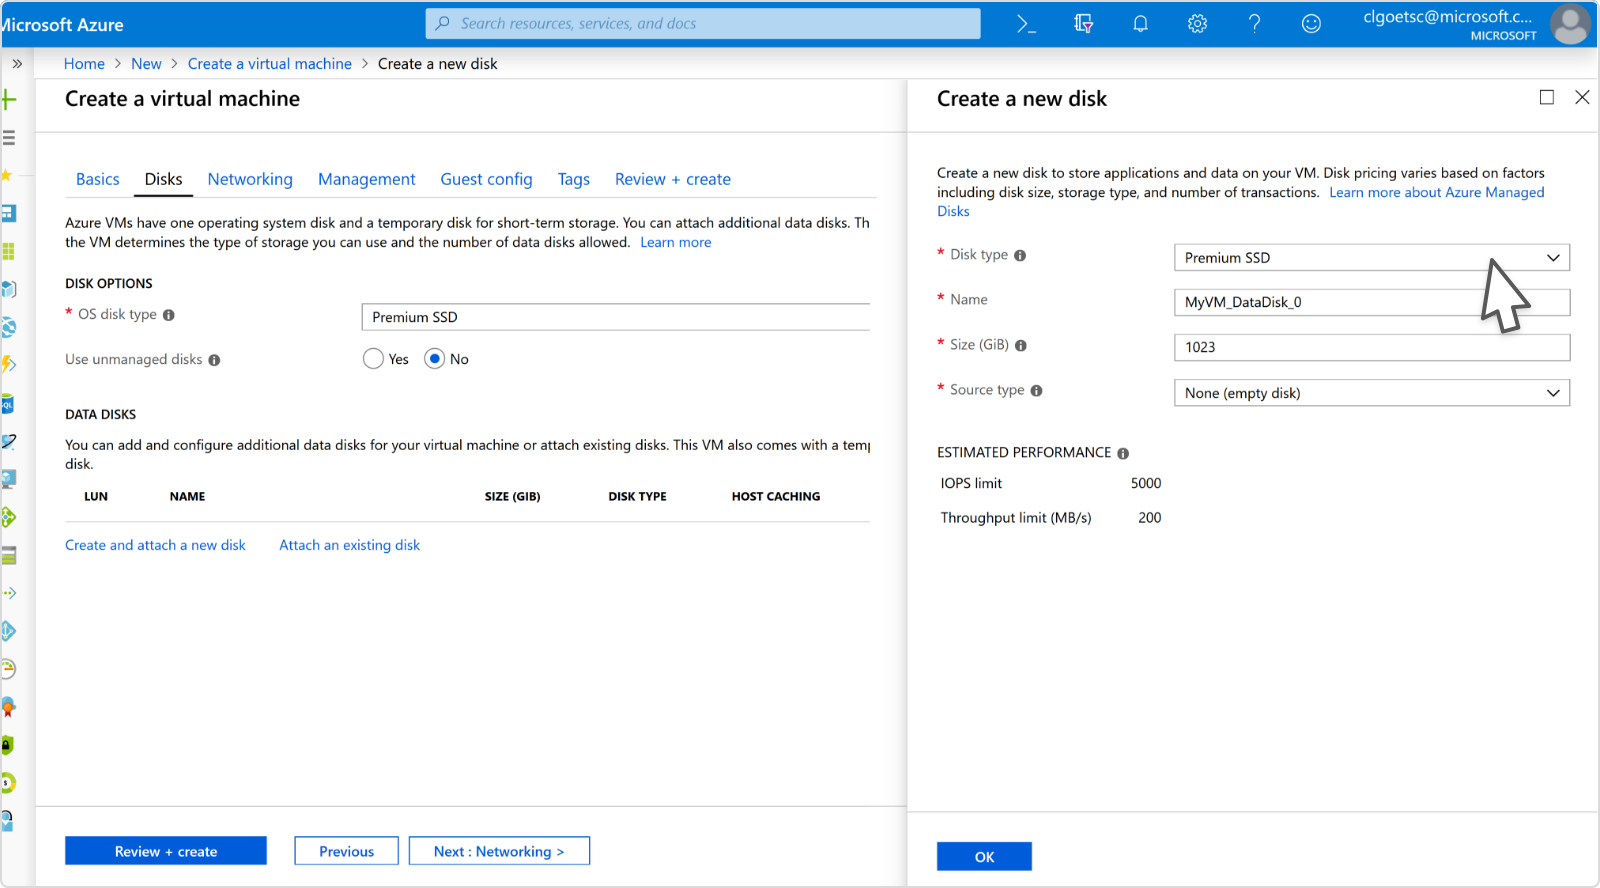 Microsoft Azure
Search resources, services, and docs
clgoetsc@microsoft.c...
MICROSOFT
Home > New > Create a virtual machine > Create a new disk
Create a virtual machine
Basics Disks Networking Management Guest config Tags Review + create
Azure VMs have one operating system disk and a temporary disk for short-term storage. You can attach additional data disks. Th
the VM determines the type of storage you can use and the number of data disks allowed. Learn more
DISK OPTIONS
* OS disk type
Premium SSD
Use unmanaged disks
Yes No
DATA DISKS
You can add and configure additional data disks for your virtual machine or attach existing disks. This VM also comes with a temp
disk.
LUN NAME SIZE (GIB) DISK TYPE HOST CACHING
Create and attach a new disk Attach an existing disk
Review + create Previous Next : Networking >
Create a new disk
Create a new disk to store applications and data on your VM. Disk pricing varies based on factors
including disk size, storage type, and number of transactions. Learn more about Azure Managed
Disks
* Disk type
Premium SSD
* Name
MyVM_DataDisk_0
* Size (GiB)
1023
* Source type
None (empty disk)
ESTIMATED PERFORMANCE
IOPS limit 5000
Throughput limit (MB/s) 200
OK